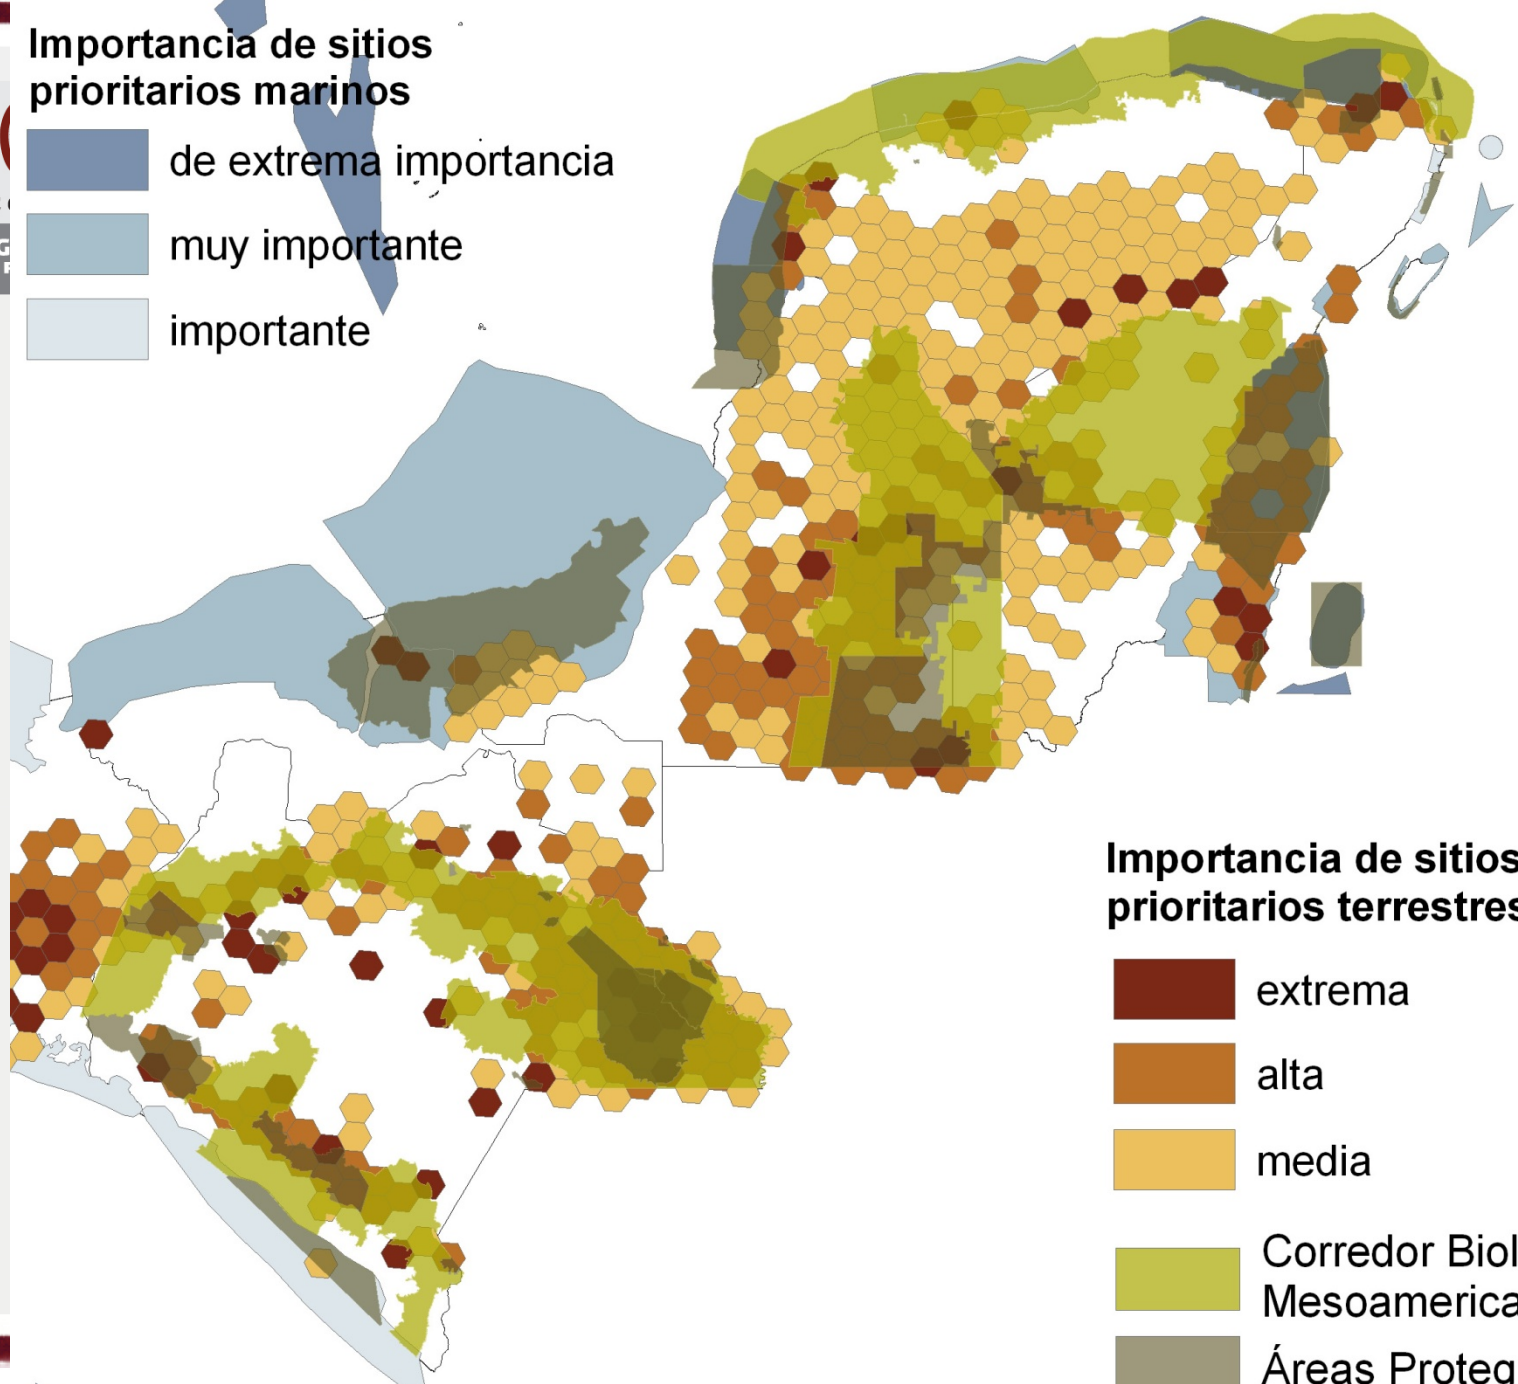 Importancia de sitios
prioritarios marinos
de extrema importancia
muy importante
importante
Importancia de sitios
prioritarios terrestres
extrema
alta
media
Corredor Biol
Mesoamerica
Áreas Proteg